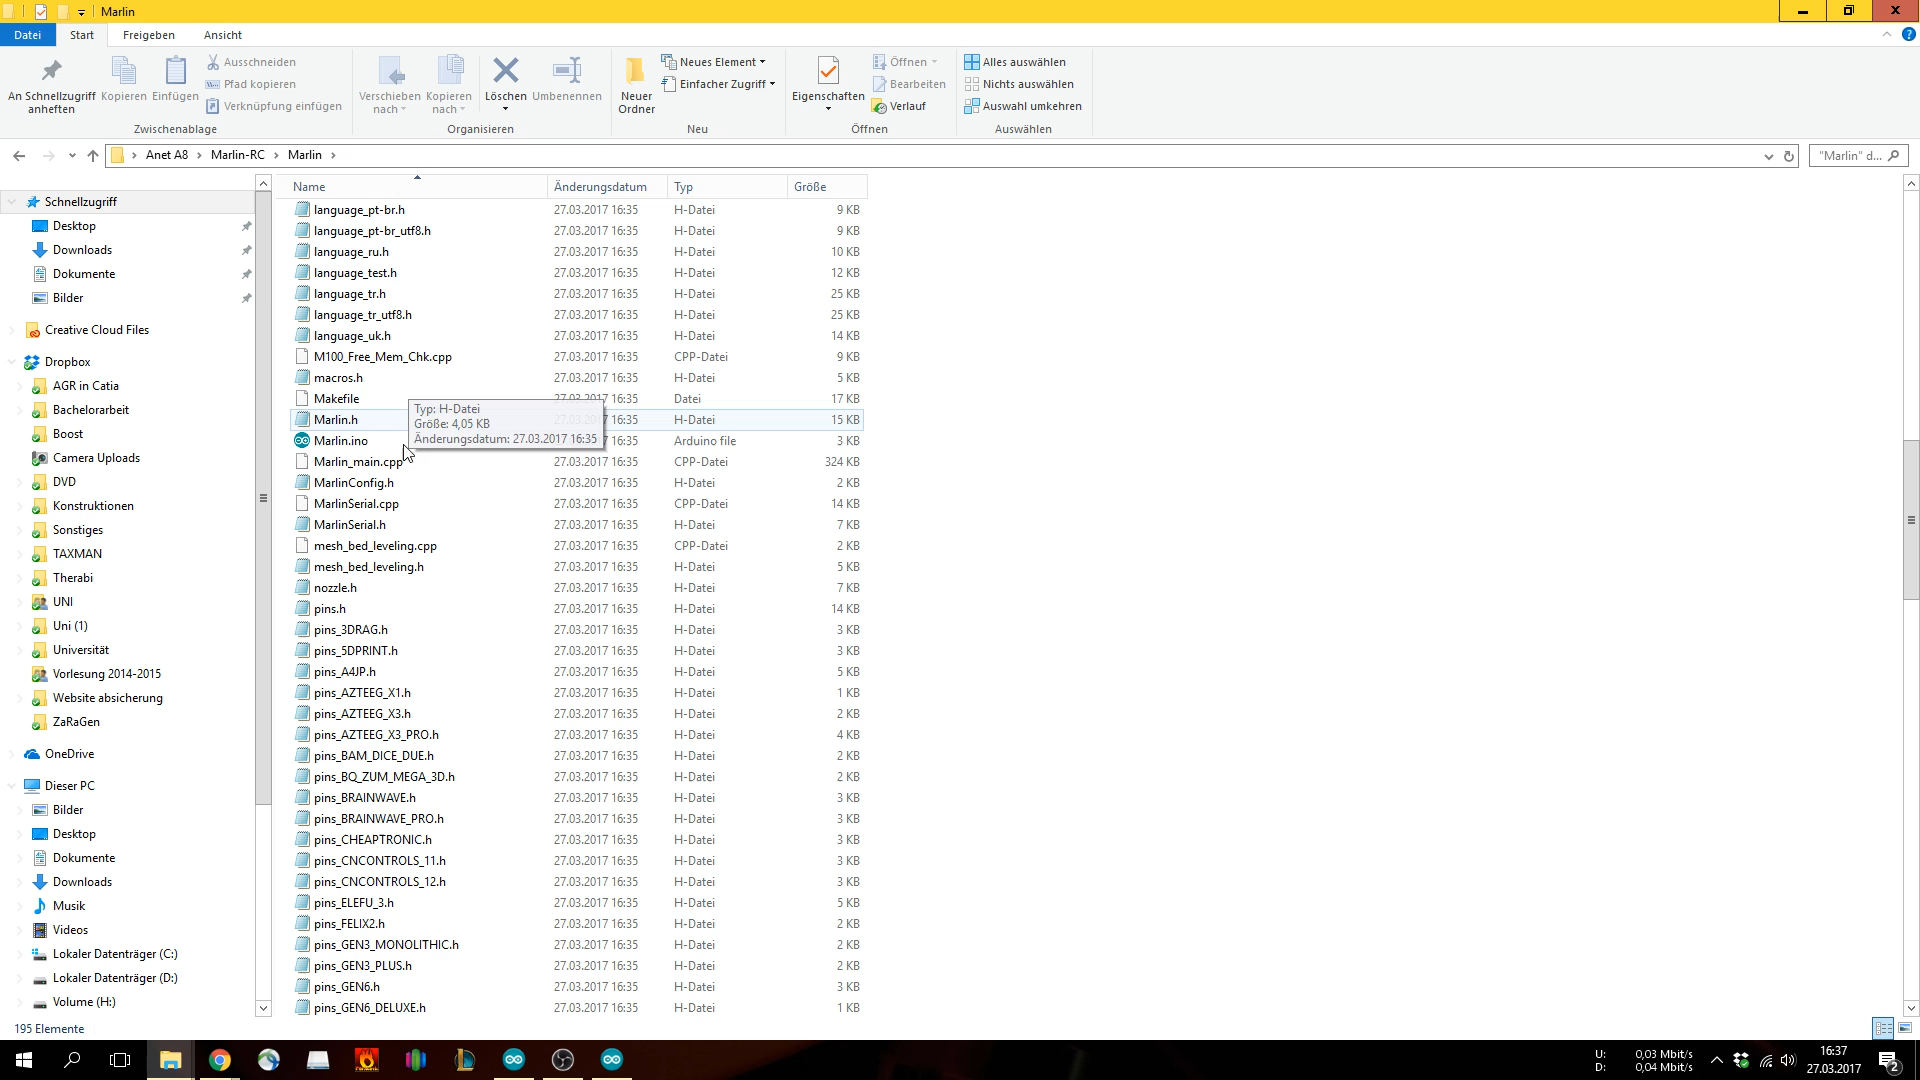 Marlin
Datei Start Freigeben Ansicht
An Schnellzugriff anheften
Kopieren
Einfügen
Ausschneiden
Pfad kopieren
Verknüpfung einfügen
Zwischenablage
Verschieben nach
Kopieren nach
Löschen
Umbenennen
Organisieren
Neuer Ordner
Neues Element
Einfacher Zugriff
Neu
Eigenschaften
Öffnen
Bearbeiten
Verlauf
Öffnen
Alles auswählen
Nichts auswählen
Auswahl umkehren
Auswählen
Anet A8 › Marlin-RC › Marlin ›
"Marlin" d...
Schnellzugriff
Desktop
Downloads
Dokumente
Bilder
Creative Cloud Files
Dropbox
AGR in Catia
Bachelorarbeit
Boost
Camera Uploads
DVD
Konstruktionen
Sonstiges
TAXMAN
Therabi
UNI
Uni (1)
Universität
Vorlesung 2014-2015
Website absicherung
ZaRaGen
OneDrive
Dieser PC
Bilder
Desktop
Dokumente
Downloads
Musik
Videos
Lokaler Datenträger (C:)
Lokaler Datenträger (D:)
Volume (H:)
Name Änderungsdatum Typ Größe
language_pt-br.h 27.03.2017 16:35 H-Datei 9 KB
language_pt-br_utf8.h 27.03.2017 16:35 H-Datei 9 KB
language_ru.h 27.03.2017 16:35 H-Datei 10 KB
language_test.h 27.03.2017 16:35 H-Datei 12 KB
language_tr.h 27.03.2017 16:35 H-Datei 25 KB
language_tr_utf8.h 27.03.2017 16:35 H-Datei 25 KB
language_uk.h 27.03.2017 16:35 H-Datei 14 KB
M100_Free_Mem_Chk.cpp 27.03.2017 16:35 CPP-Datei 9 KB
macros.h 27.03.2017 16:35 H-Datei 5 KB
Makefile 27.03.2017 16:35 Datei 17 KB
Marlin.h 16:35 H-Datei 15 KB
Marlin.ino 16:35 Arduino file 3 KB
Typ: H-Datei
Größe: 4,05 KB
Änderungsdatum: 27.03.2017 16:35
Marlin_main.cpp 27.03.2017 16:35 CPP-Datei 324 KB
MarlinConfig.h 27.03.2017 16:35 H-Datei 2 KB
MarlinSerial.cpp 27.03.2017 16:35 CPP-Datei 14 KB
MarlinSerial.h 27.03.2017 16:35 H-Datei 7 KB
mesh_bed_leveling.cpp 27.03.2017 16:35 CPP-Datei 2 KB
mesh_bed_leveling.h 27.03.2017 16:35 H-Datei 5 KB
nozzle.h 27.03.2017 16:35 H-Datei 7 KB
pins.h 27.03.2017 16:35 H-Datei 14 KB
pins_3DRAG.h 27.03.2017 16:35 H-Datei 3 KB
pins_5DPRINT.h 27.03.2017 16:35 H-Datei 3 KB
pins_A4JP.h 27.03.2017 16:35 H-Datei 5 KB
pins_AZTEEG_X1.h 27.03.2017 16:35 H-Datei 1 KB
pins_AZTEEG_X3.h 27.03.2017 16:35 H-Datei 2 KB
pins_AZTEEG_X3_PRO.h 27.03.2017 16:35 H-Datei 4 KB
pins_BAM_DICE_DUE.h 27.03.2017 16:35 H-Datei 2 KB
pins_BQ_ZUM_MEGA_3D.h 27.03.2017 16:35 H-Datei 2 KB
pins_BRAINWAVE.h 27.03.2017 16:35 H-Datei 3 KB
pins_BRAINWAVE_PRO.h 27.03.2017 16:35 H-Datei 3 KB
pins_CHEAPTRONIC.h 27.03.2017 16:35 H-Datei 3 KB
pins_CNCONTROLS_11.h 27.03.2017 16:35 H-Datei 3 KB
pins_CNCONTROLS_12.h 27.03.2017 16:35 H-Datei 3 KB
pins_ELEFU_3.h 27.03.2017 16:35 H-Datei 5 KB
pins_FELIX2.h 27.03.2017 16:35 H-Datei 2 KB
pins_GEN3_MONOLITHIC.h 27.03.2017 16:35 H-Datei 2 KB
pins_GEN3_PLUS.h 27.03.2017 16:35 H-Datei 2 KB
pins_GEN6.h 27.03.2017 16:35 H-Datei 3 KB
pins_GEN6_DELUXE.h 27.03.2017 16:35 H-Datei 1 KB
195 Elemente
U: 0,03 Mbit/s
D: 0,04 Mbit/s
16:37
27.03.2017
2